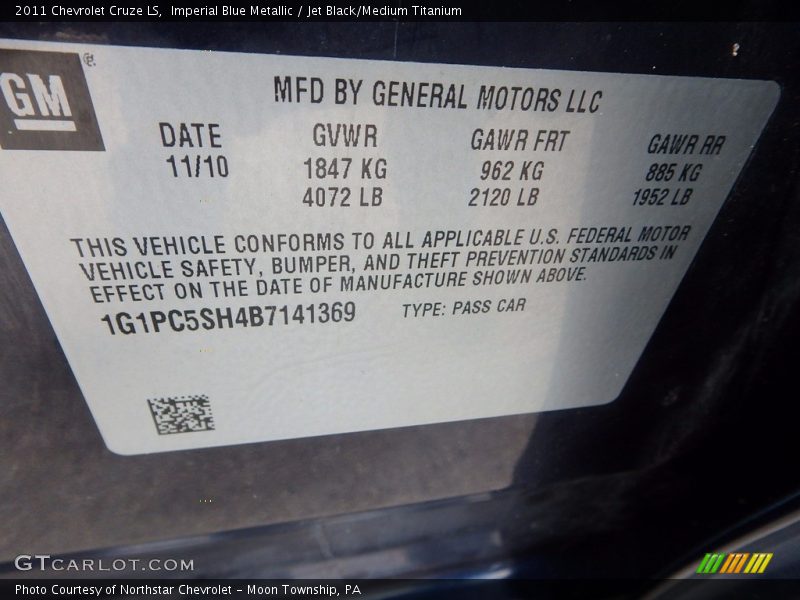 2011 Chevrolet Cruze LS, Imperial Blue Metallic / Jet Black/Medium Titanium
GM
MFD BY GENERAL MOTORS LLC
DATE GVWR GAWR FRT GAWR RR
11/10 1847 KG 962 KG 885 KG
4072 LB 2120 LB 1952 LB
THIS VEHICLE CONFORMS TO ALL APPLICABLE U.S. FEDERAL MOTOR
VEHICLE SAFETY, BUMPER, AND THEFT PREVENTION STANDARDS IN
EFFECT ON THE DATE OF MANUFACTURE SHOWN ABOVE.
1G1PC5SH4B7141369 TYPE: PASS CAR
GTCARLOT.COM
Photo Courtesy of Northstar Chevrolet - Moon Township, PA